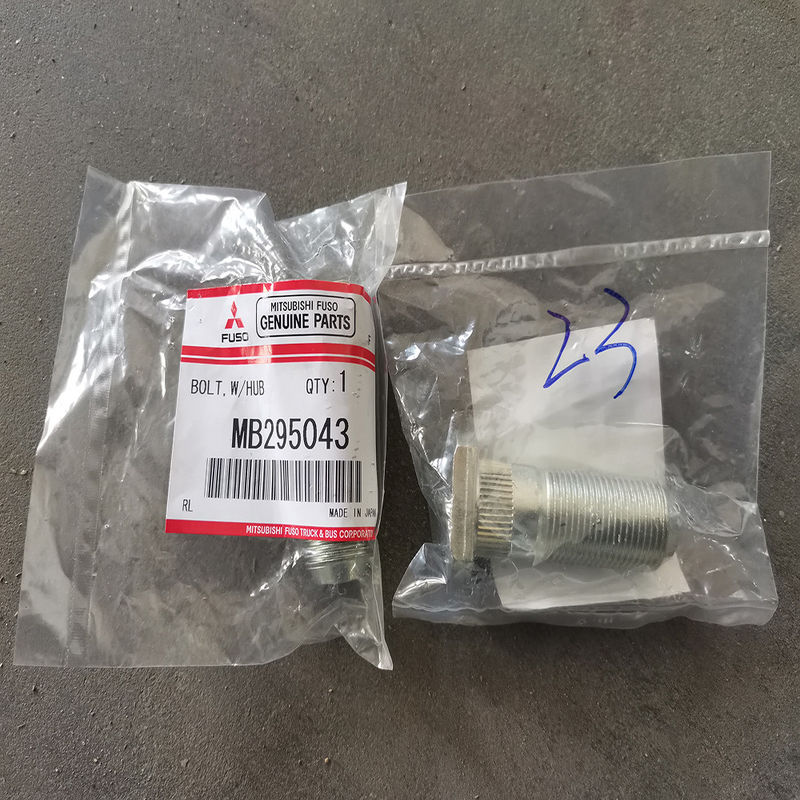 MITSUBISHI FUSO
GENUINE PARTS
FUSO
F
BOLT, W/HUB QTY:1
MB295043
RL
MADE IN JAPAN
MITSUBISHI FUSO TRUCK & BUS CORPORATION
23